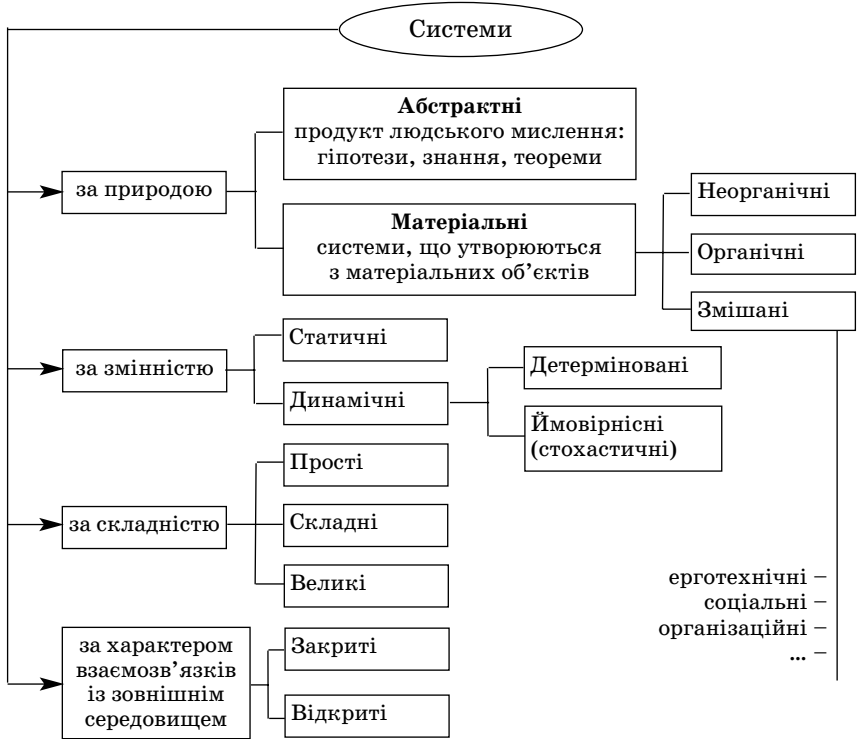 Системи
за природою
Абстрактні
продукт людського мислення:
гіпотези, знання, теореми
Матеріальні
системи, що утворюються
з матеріальних об’єктів
Неорганічні
Органічні
Змішані
за змінністю
Статичні
Динамічні
Детерміновані
Ймовірнісні
(стохастичні)
за складністю
Прості
Складні
Великі
ерготехнічні –
соціальні –
організаційні –
... –
за характером
взаємозв’язків
із зовнішнім
середовищем
Закриті
Відкриті